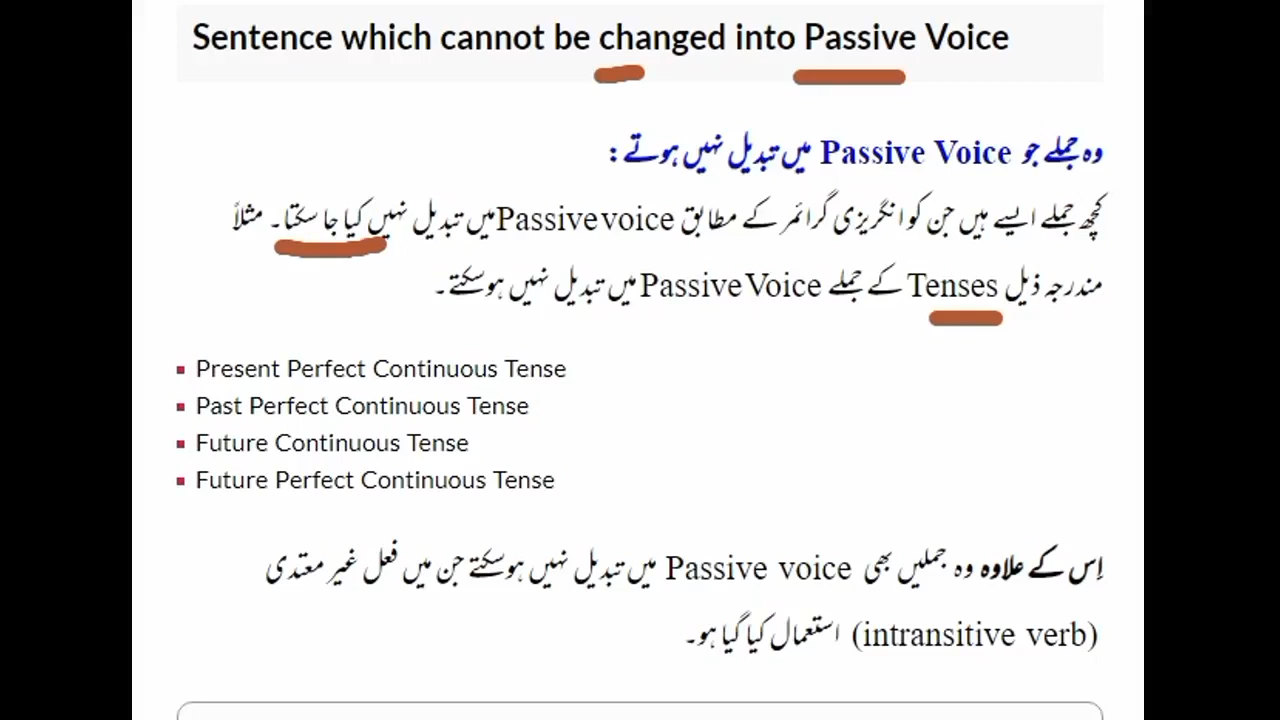 Sentence which cannot be changed into Passive Voice
وہ جملے جو Passive Voice میں تبدیل نہیں ہوتے :
کچھ جملے ایسے ہیں جن کو انگریزی گرائمر کے مطابق Passive voice میں تبدیل نہیں کیا جا سکتا۔ مثلاً
مندرجہ ذیل Tenses کے جملے Passive Voice میں تبدیل نہیں ہوسکتے۔
Present Perfect Continuous Tense
Past Perfect Continuous Tense
Future Continuous Tense
Future Perfect Continuous Tense
اِس کے علاوہ وہ جملیں بھی Passive voice میں تبدیل نہیں ہوسکتے جن میں فعل غیر معتدی
(intransitive verb) استعمال کیا گیا ہو۔